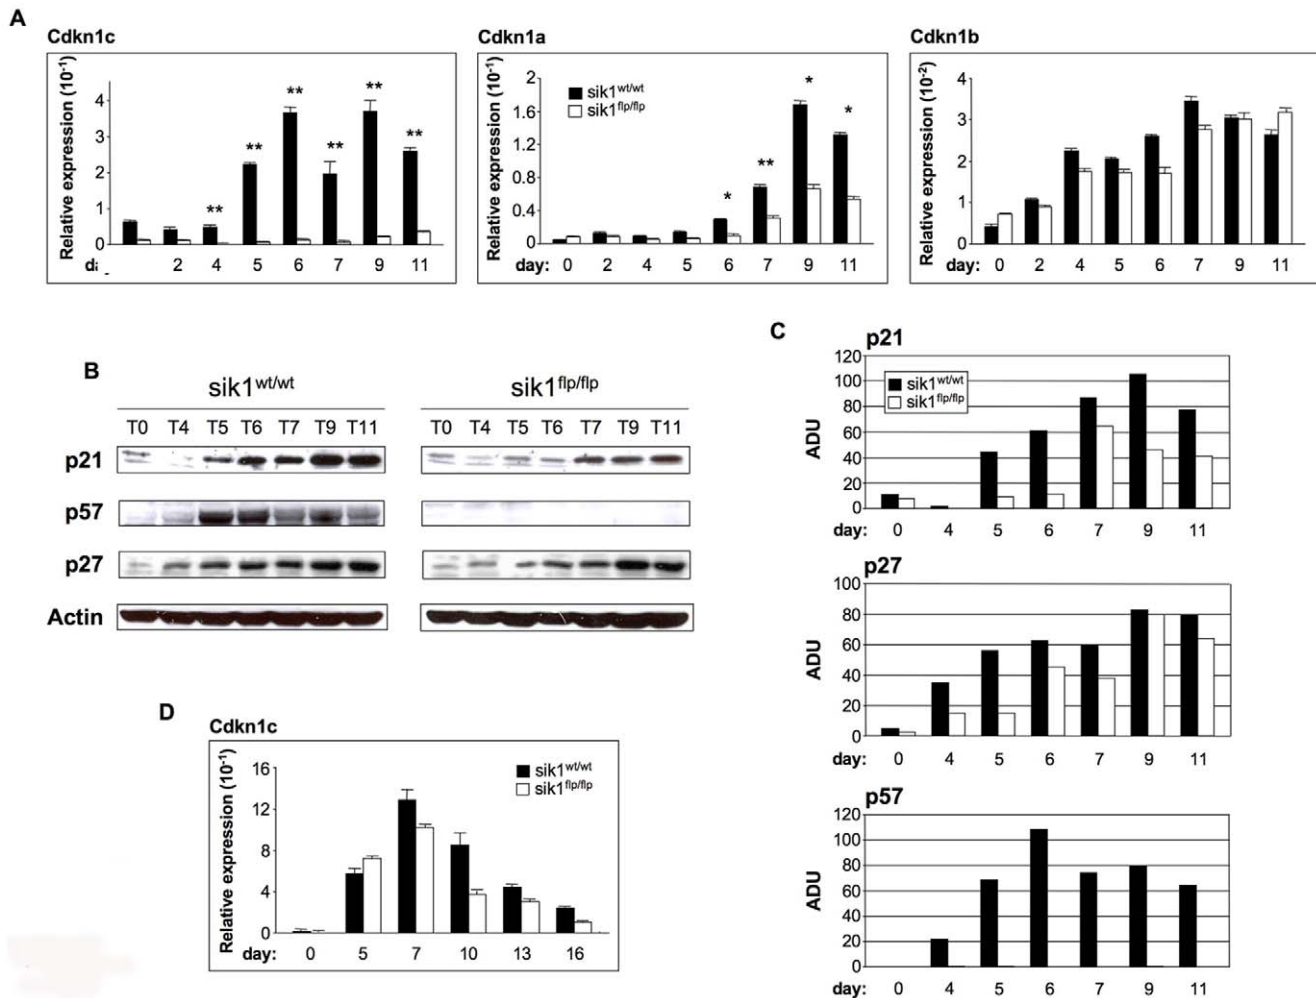 A
Cdkn1c
Relative expression (10-1)
4
3
2
1
0
** ** ** ** ** **
2 4 5 6 7 9 11
Cdkn1a
Relative expression (10-1)
2
1.6
1.2
0.8
0.4
0
sik1wt/wt
sik1flp/flp
* ** * *
day: 0 2 4 5 6 7 9 11
Cdkn1b
Relative expression (10-2)
4
3
2
1
0
day: 0 2 4 5 6 7 9 11
B
sik1wt/wt sik1flp/flp
T0 T4 T5 T6 T7 T9 T11 T0 T4 T5 T6 T7 T9 T11
p21
p57
p27
Actin
C
p21
ADU
120
100
80
60
40
20
0
sik1wt/wt
sik1flp/flp
day: 0 4 5 6 7 9 11
p27
ADU
100
80
60
40
20
0
day: 0 4 5 6 7 9 11
p57
ADU
120
100
80
60
40
20
0
day: 0 4 5 6 7 9 11
D
Cdkn1c
Relative expression (10-1)
16
12
8
4
0
sik1wt/wt
sik1flp/flp
day: 0 5 7 10 13 16